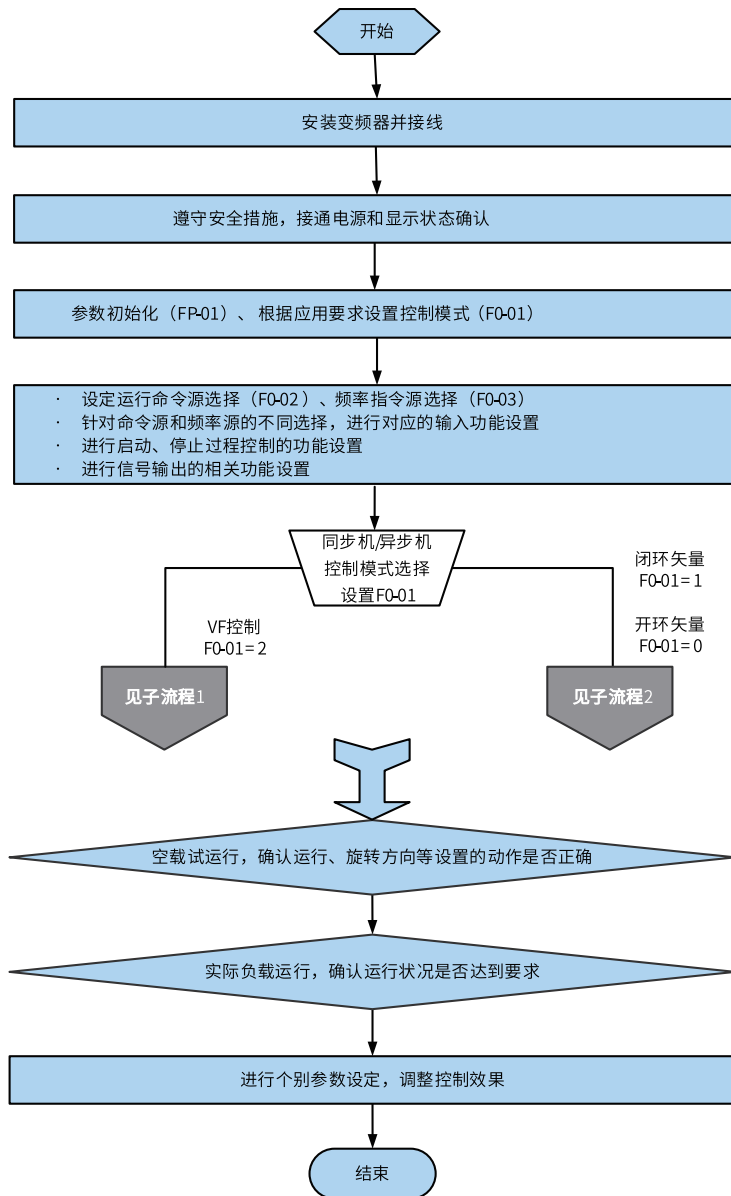 开始
安装变频器并接线
遵守安全措施，接通电源和显示状态确认
参数初始化（FP-01）、 根据应用要求设置控制模式（F0-01）
· 设定运行命令源选择（F0-02 ）、频率指令源选择（F0-03）
· 针对命令源和频率源的不同选择，进行对应的输入功能设置
· 进行启动、停止过程控制的功能设置
· 进行信号输出的相关功能设置
同步机/异步机
控制模式选择
设置F0-01
VF控制
F0-01=2
闭环矢量
F0-01=1
开环矢量
F0-01=0
见子流程1
见子流程2
空载试运行，确认运行、旋转方向等设置的动作是否正确
实际负载运行，确认运行状况是否达到要求
进行个别参数设定，调整控制效果
结束